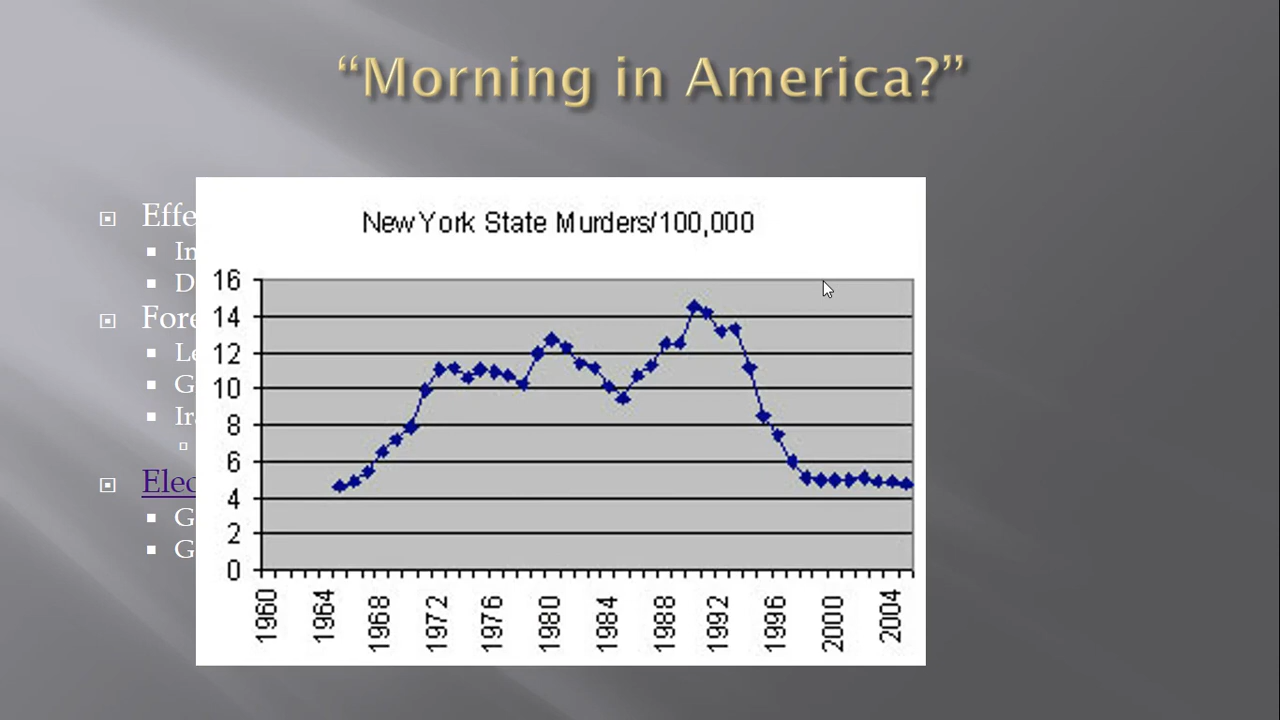 “Morning in America?”
Effe
In
D
Fore
Le
G
Ira
Elec
G
G
New York State Murders/100,000
16
14
12
10
8
6
4
2
0
1960 1964 1968 1972 1976 1980 1984 1988 1992 1996 2000 2004